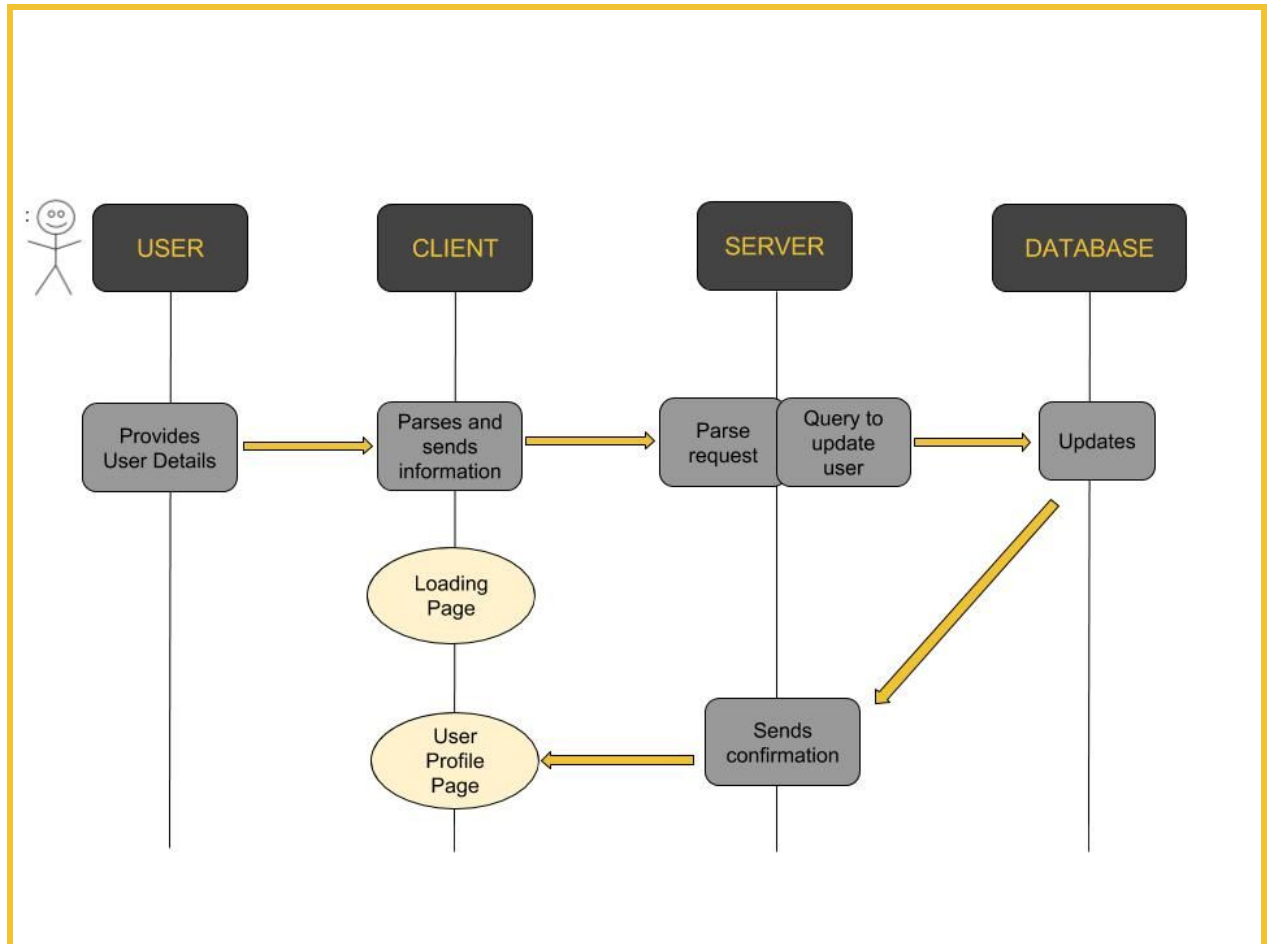 :
USER
CLIENT
SERVER
DATABASE
Provides
User Details
Parses and
sends
information
Parse
request
Query to
update
user
Updates
Loading
Page
User
Profile
Page
Sends
confirmation